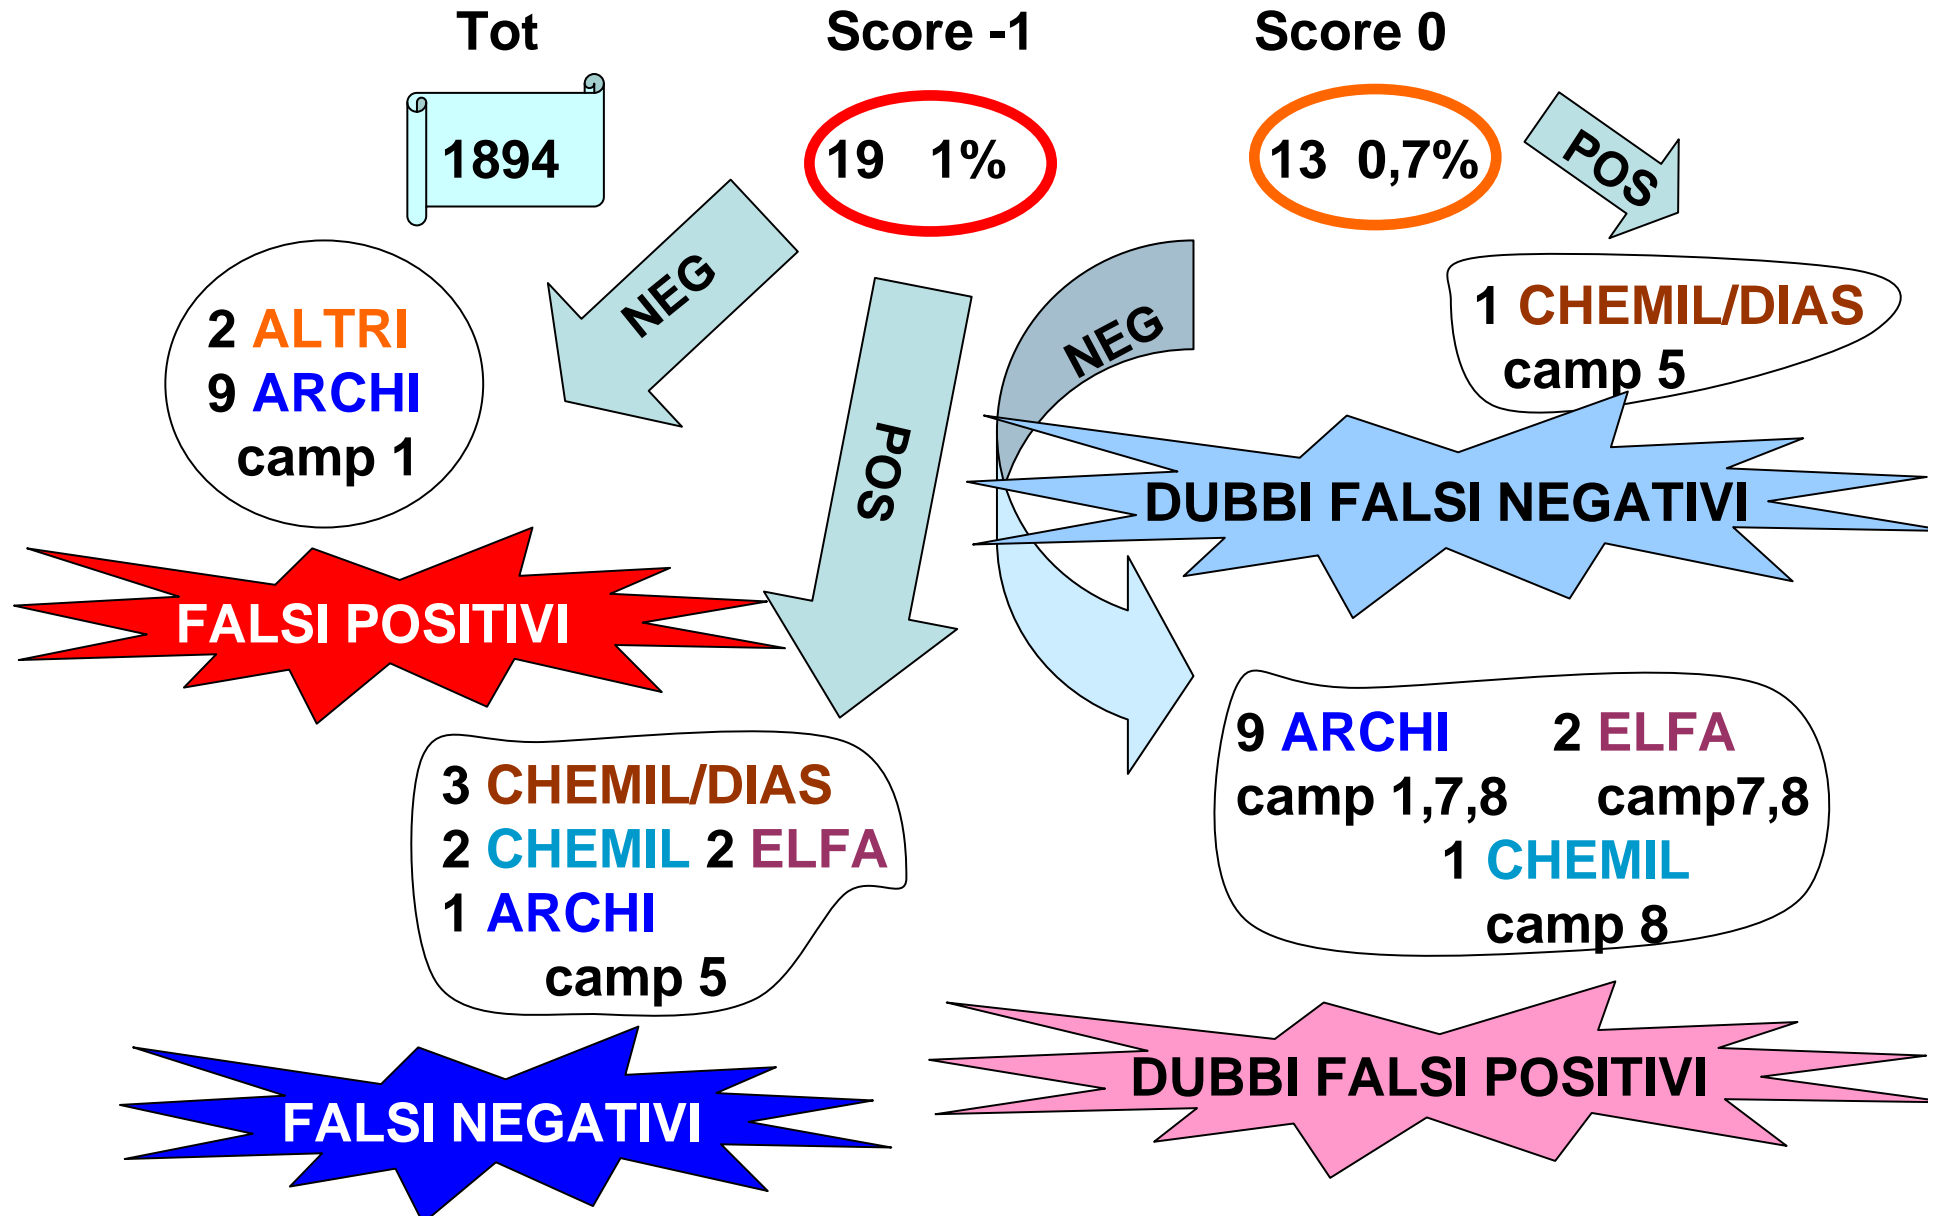 Tot Score -1 Score 0
1894 19 1% 13 0,7%
POS
NEG
NEG
POS
2 ALTRI
9 ARCHI
camp 1
1 CHEMIL/DIAS
camp 5
DUBBI FALSI NEGATIVI
FALSI POSITIVI
9 ARCHI 2 ELFA
camp 1,7,8 camp7,8
1 CHEMIL
camp 8
3 CHEMIL/DIAS
2 CHEMIL 2 ELFA
1 ARCHI
camp 5
DUBBI FALSI POSITIVI
FALSI NEGATIVI